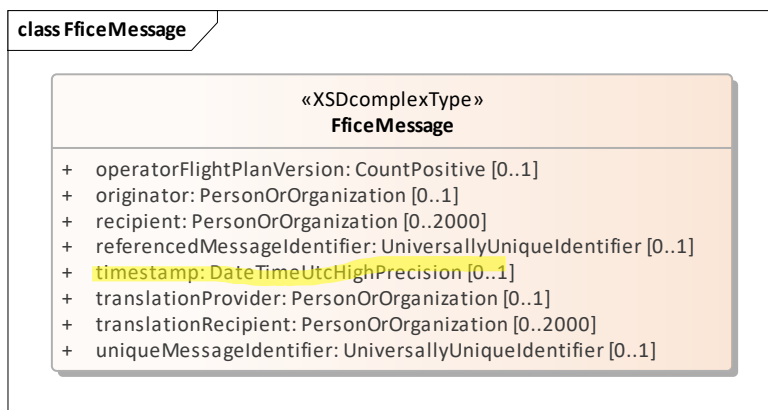 class FficeMessage
«XSDcomplexType»
FficeMessage
+ operatorFlightPlanVersion: CountPositive [0..1]
+ originator: PersonOrOrganization [0..1]
+ recipient: PersonOrOrganization [0..2000]
+ referencedMessageIdentifier: UniversallyUniqueIdentifier [0..1]
+ timestamp: DateTimeUtcHighPrecision [0..1]
+ translationProvider: PersonOrOrganization [0..1]
+ translationRecipient: PersonOrOrganization [0..2000]
+ uniqueMessageIdentifier: UniversallyUniqueIdentifier [0..1]